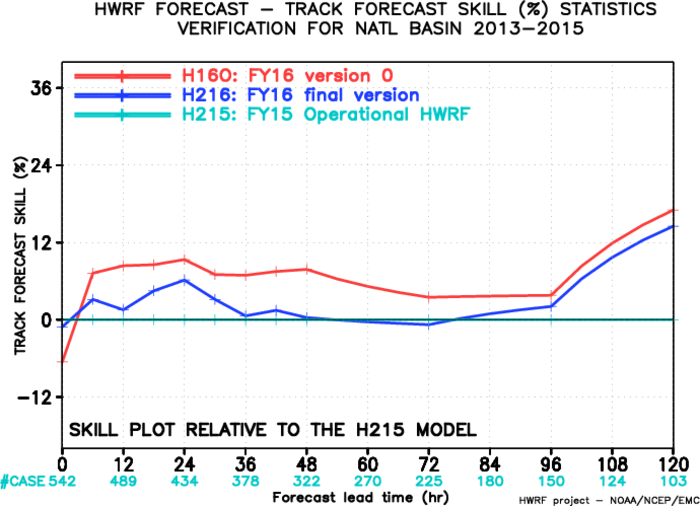 HWRF FORECAST – TRACK FORECAST SKILL (%) STATISTICS
VERIFICATION FOR NATL BASIN 2013–2015
H16O: FY16 version 0
H216: FY16 final version
H215: FY15 Operational HWRF
TRACK FORECAST SKILL (%)
36
24
12
0
−12
SKILL PLOT RELATIVE TO THE H215 MODEL
0 12 24 36 48 60 72 84 96 108 120
#CASE 542 489 434 378 322 270 225 180 150 124 103
Forecast lead time (hr)
HWRF project – NOAA/NCEP/EMC